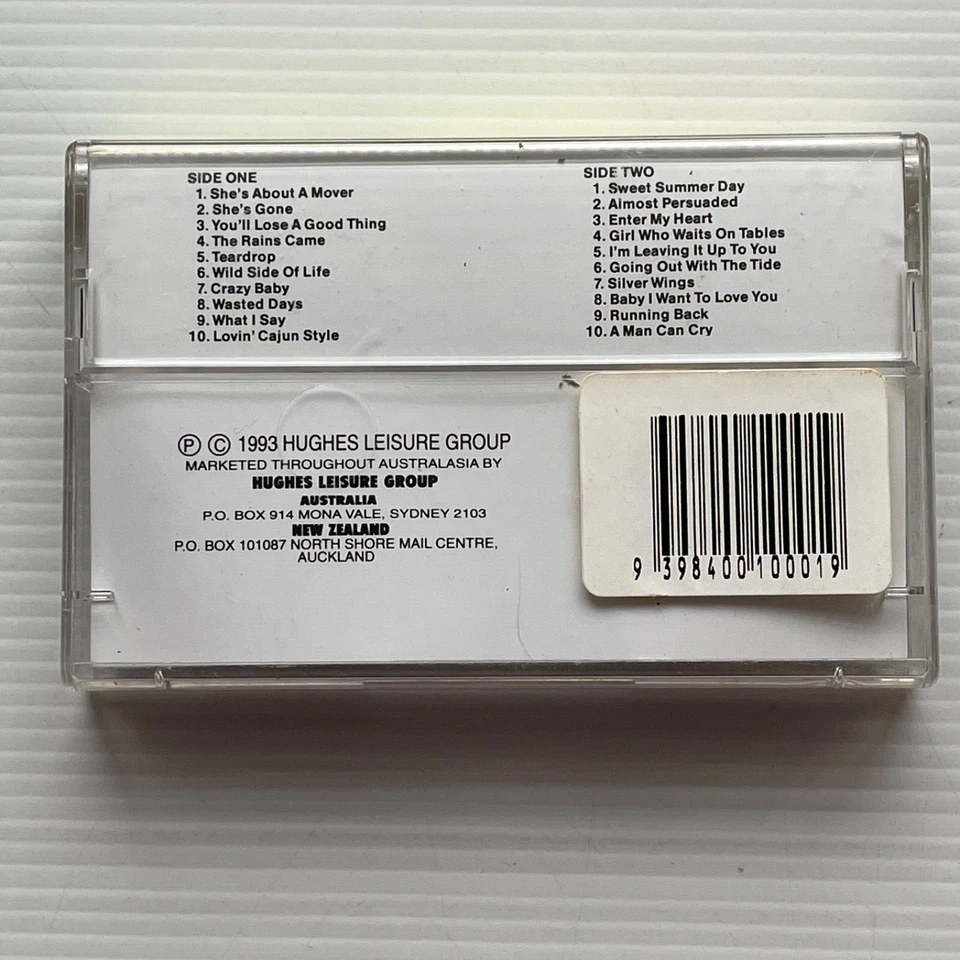 SIDE ONE
1. She's About A Mover
2. She's Gone
3. You'll Lose A Good Thing
4. The Rains Came
5. Teardrop
6. Wild Side Of Life
7. Crazy Baby
8. Wasted Days
9. What I Say
10. Lovin' Cajun Style
SIDE TWO
1. Sweet Summer Day
2. Almost Persuaded
3. Enter My Heart
4. Girl Who Waits On Tables
5. I'm Leaving It Up To You
6. Going Out With The Tide
7. Silver Wings
8. Baby I Want To Love You
9. Running Back
10. A Man Can Cry
Ⓟ © 1993 HUGHES LEISURE GROUP
MARKETED THROUGHOUT AUSTRALASIA BY
HUGHES LEISURE GROUP
AUSTRALIA
P.O. BOX 914 MONA VALE, SYDNEY 2103
NEW ZEALAND
P.O. BOX 101087 NORTH SHORE MAIL CENTRE,
AUCKLAND
9 398400 100019